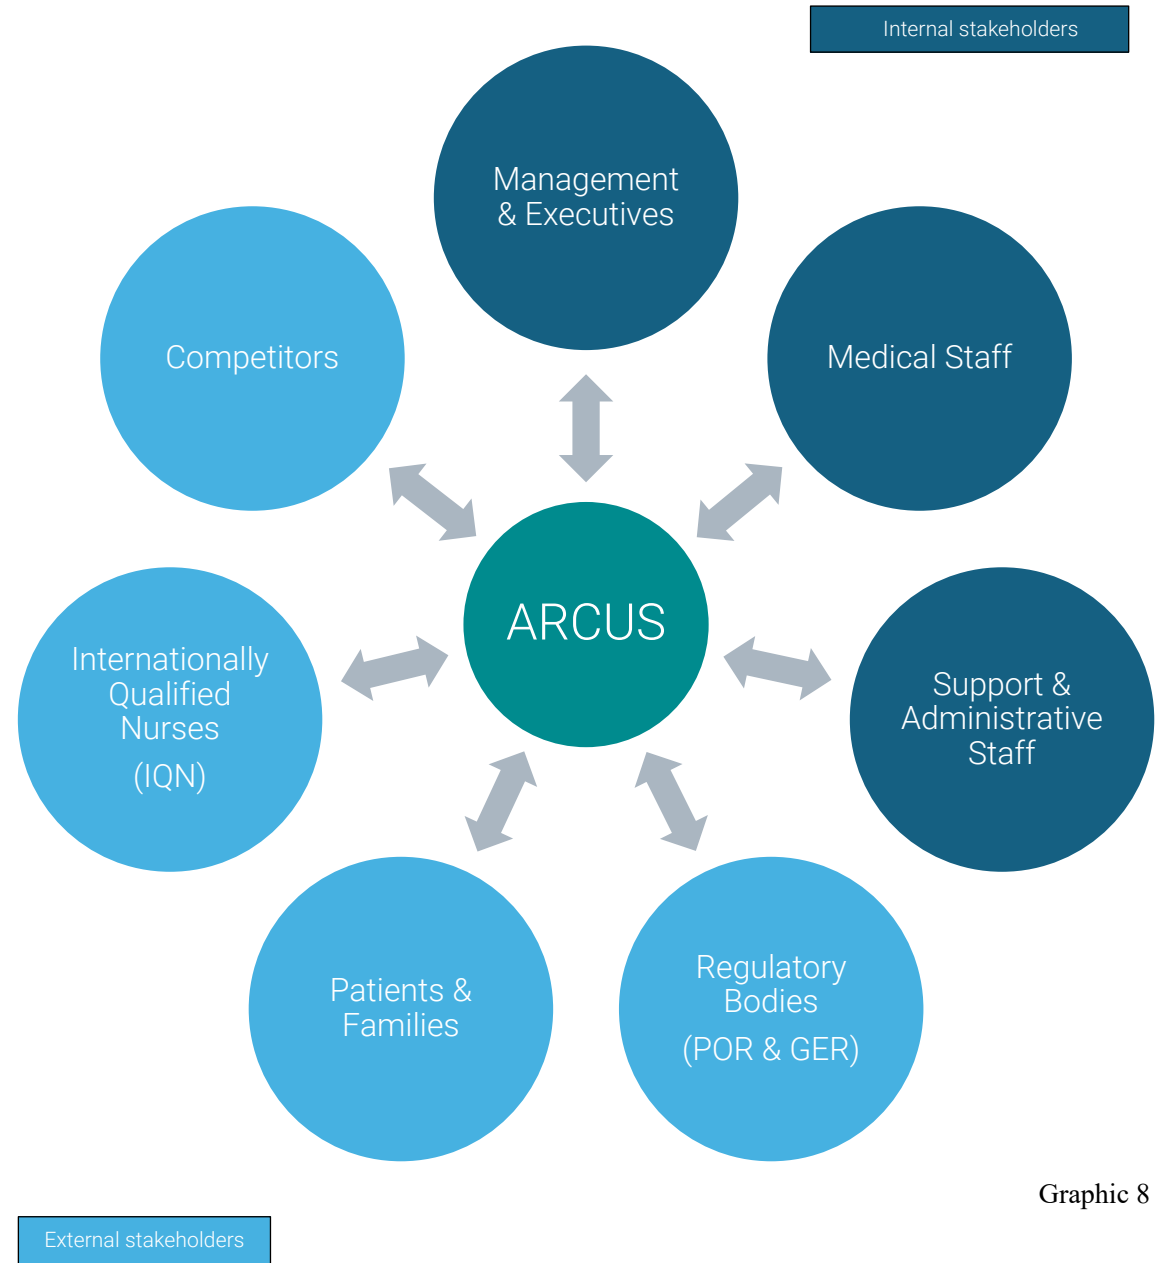 Internal stakeholders
Management
& Executives
Competitors
Medical Staff
ARCUS
Internationally
Qualified
Nurses
(IQN)
Support &
Administrative
Staff
Patients &
Families
Regulatory
Bodies
(POR & GER)
Graphic 8
External stakeholders